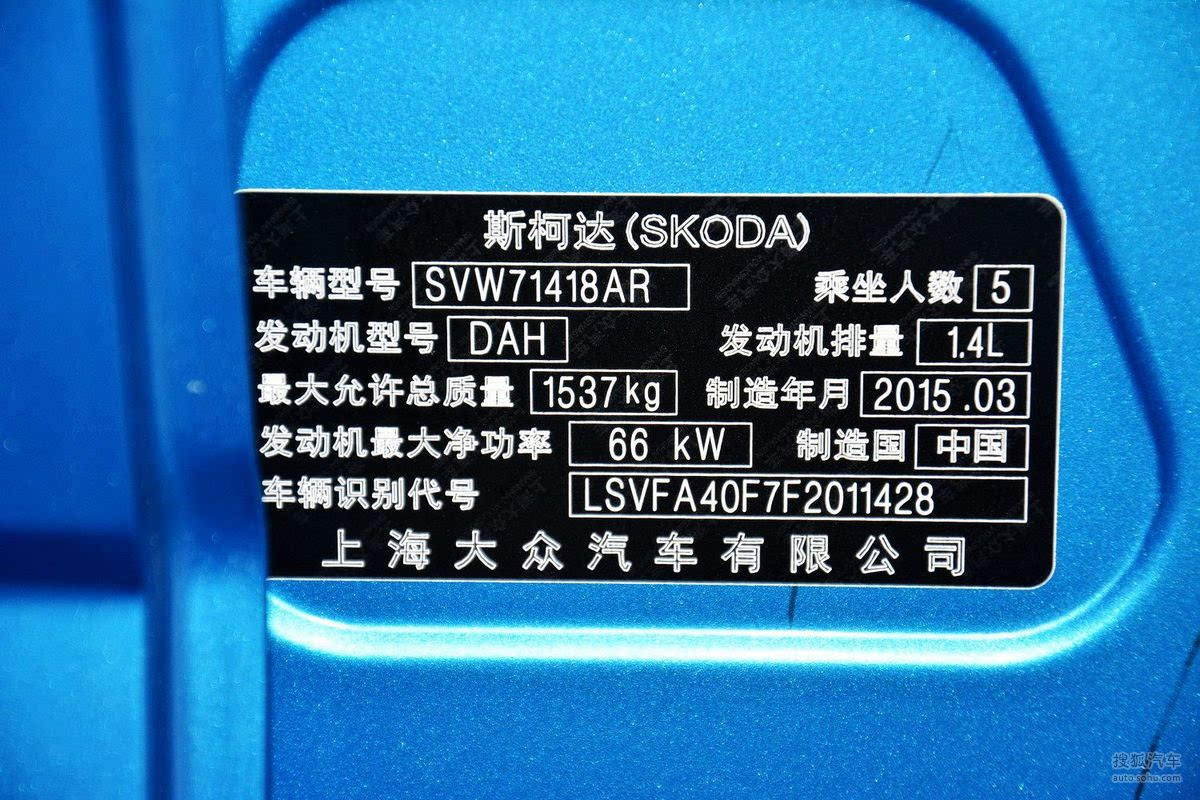 斯柯达(SKODA)
车辆型号 SVW71418AR 乘坐人数 5
发动机型号 DAH 发动机排量 1.4L
最大允许总质量 1537kg 制造年月 2015.03
发动机最大净功率 66 kW 制造国 中国
车辆识别代号 LSVFA40F7F2011428
上海大众汽车有限公司
搜狐汽车
auto.sohu.com